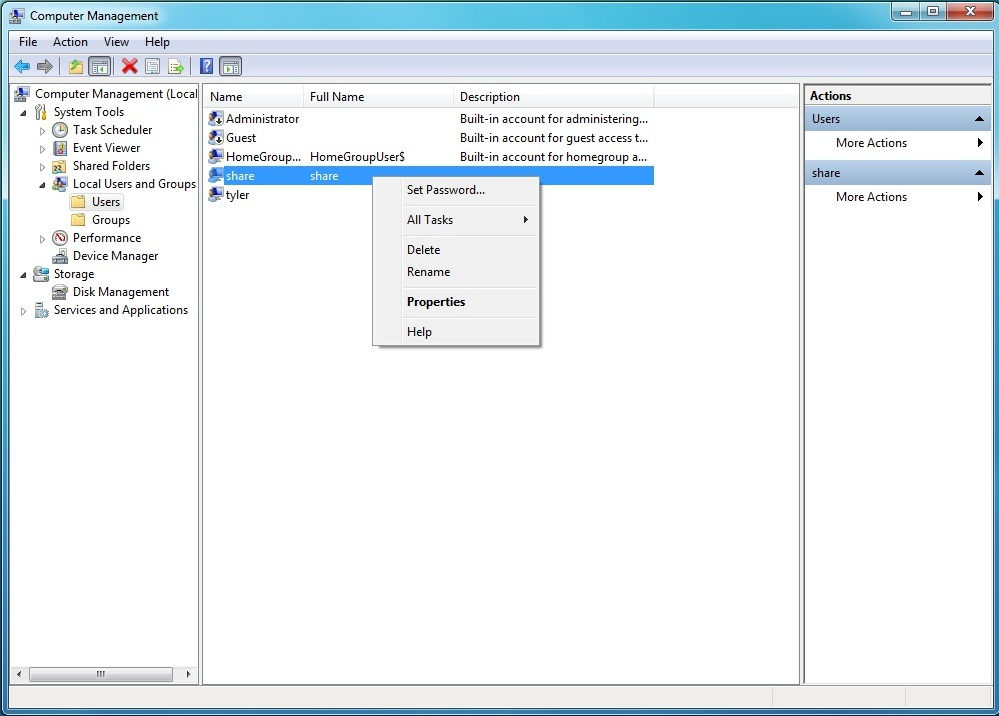 Computer Management
File Action View Help
Computer Management (Local
System Tools
Task Scheduler
Event Viewer
Shared Folders
Local Users and Groups
Users
Groups
Performance
Device Manager
Storage
Disk Management
Services and Applications
Name Full Name Description
Administrator Built-in account for administering...
Guest Built-in account for guest access t...
HomeGroup... HomeGroupUser$ Built-in account for homegroup a...
share share
tyler
Set Password...
All Tasks
Delete
Rename
Properties
Help
Actions
Users
More Actions
share
More Actions